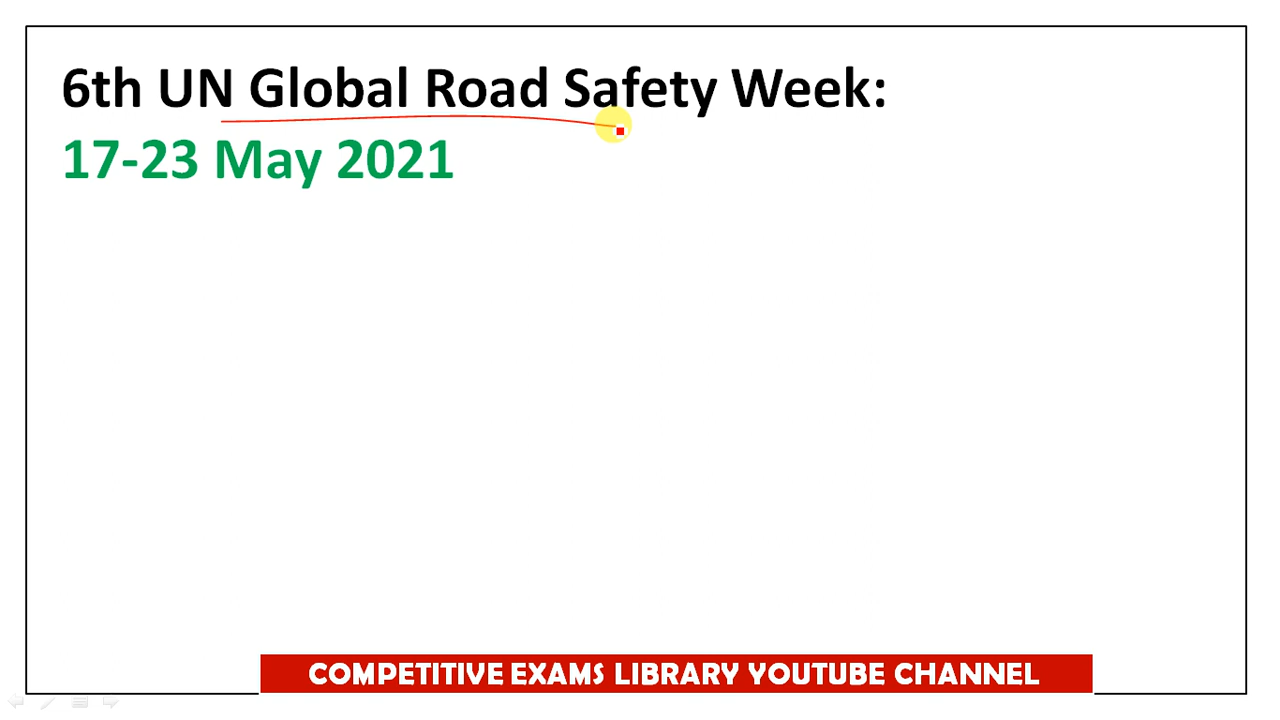 6th UN Global Road Safety Week:
17-23 May 2021
COMPETITIVE EXAMS LIBRARY YOUTUBE CHANNEL